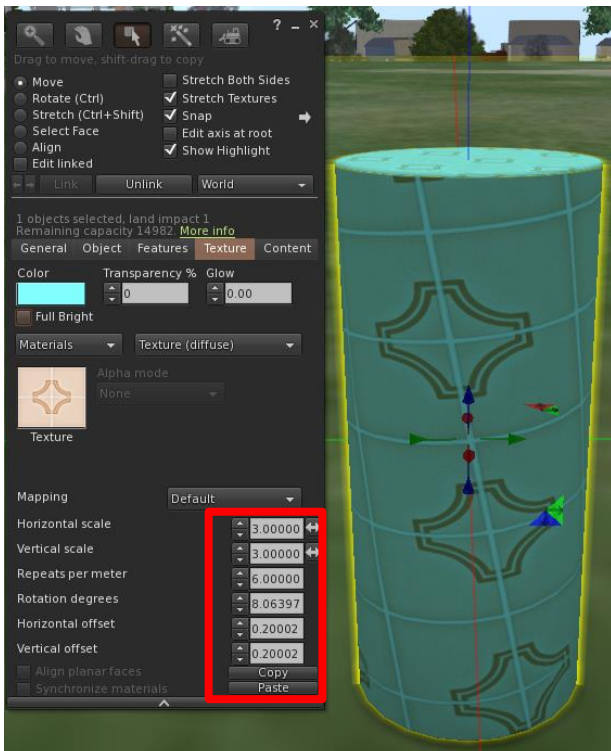 ? – ×
Drag to move, shift-drag to copy
Move
Stretch Both Sides
Rotate (Ctrl)
Stretch Textures
Stretch (Ctrl+Shift)
Snap
Select Face
Edit axis at root
Align
Show Highlight
Edit linked
Link Unlink World
1 objects selected, land impact 1
Remaining capacity 14982. More info
General Object Features Texture Content
Color Transparency % Glow
0 0.00
Full Bright
Materials Texture (diffuse)
Alpha mode
None
Texture
Mapping Default
Horizontal scale 3.00000
Vertical scale 3.00000
Repeats per meter 6.00000
Rotation degrees 8.06397
Horizontal offset 0.20002
Vertical offset 0.20002
Align planar faces Copy
Synchronize materials Paste